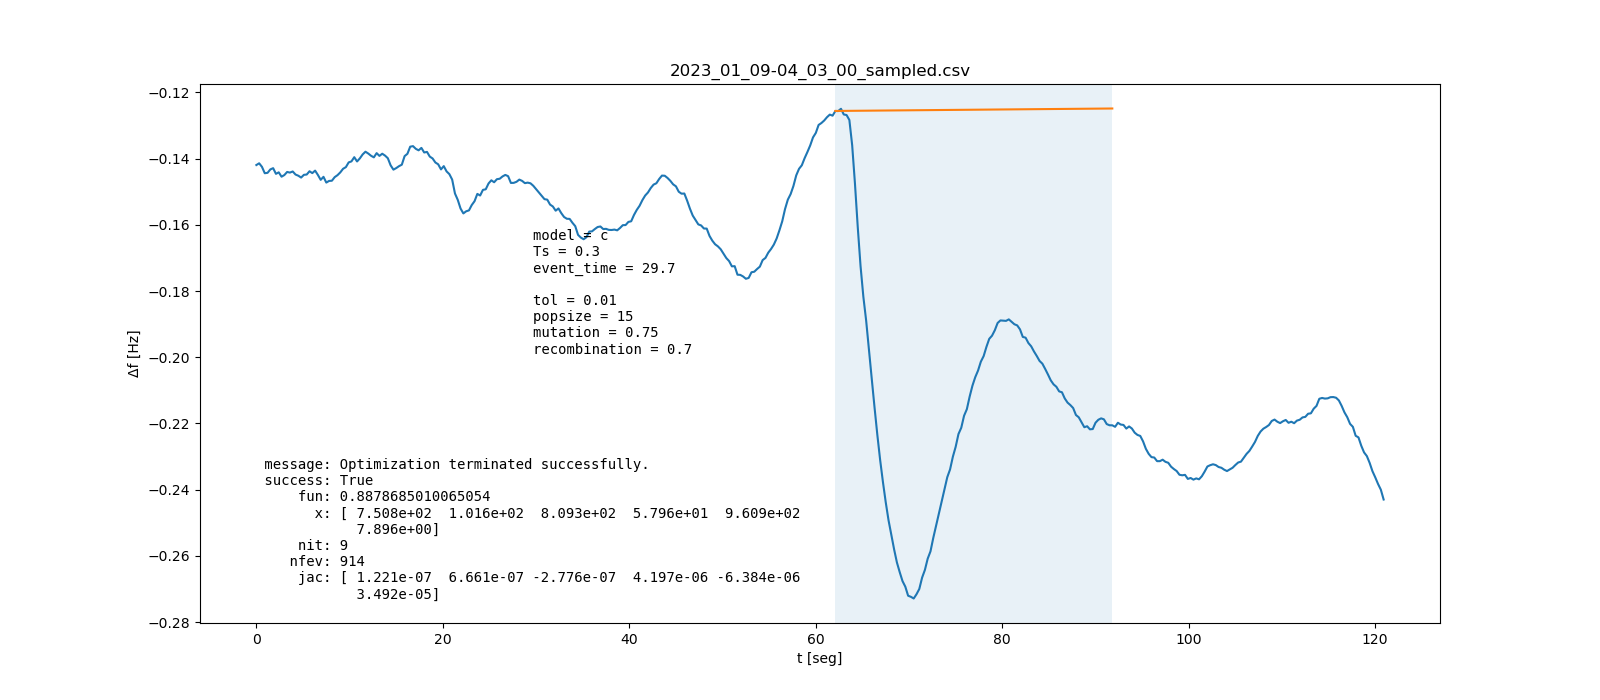 2023_01_09-04_03_00_sampled.csv
−0.12
−0.14
−0.16
−0.18
−0.20
−0.22
−0.24
−0.26
−0.28
Δf [Hz]
model = c
Ts = 0.3
event_time = 29.7
tol = 0.01
popsize = 15
mutation = 0.75
recombination = 0.7
message: Optimization terminated successfully.
success: True
fun: 0.8878685010065054
x: [ 7.508e+02  1.016e+02  8.093e+02  5.796e+01  9.609e+02
7.896e+00]
nit: 9
nfev: 914
jac: [ 1.221e-07  6.661e-07 -2.776e-07  4.197e-06 -6.384e-06
3.492e-05]
0 20 40 60 80 100 120
t [seg]